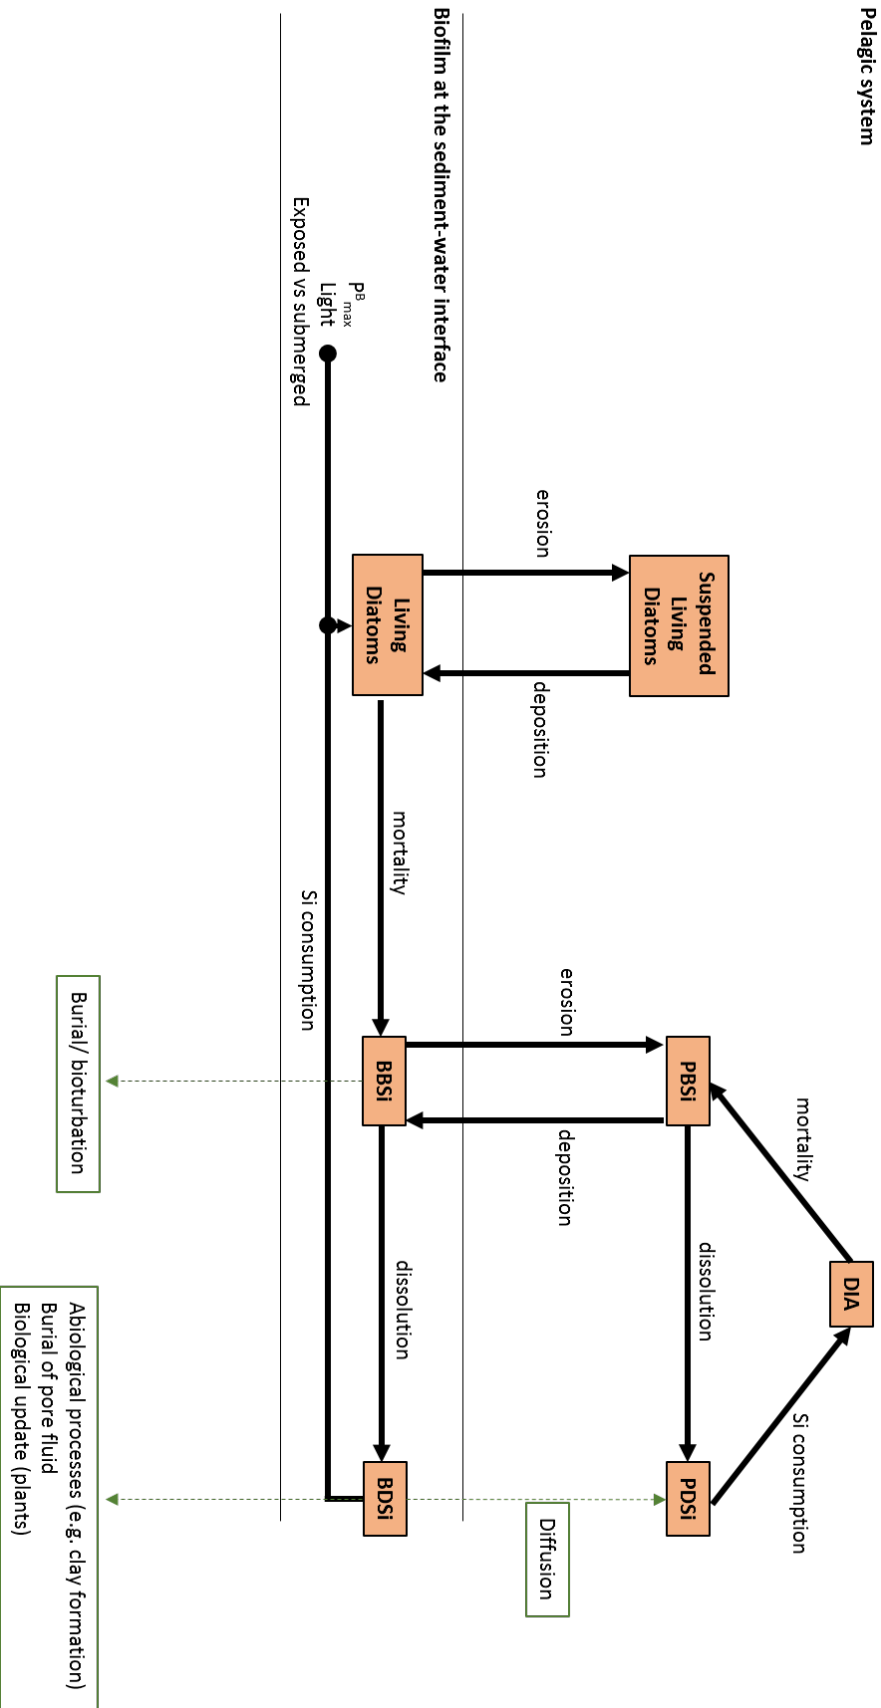 Pelagic system
DIA
mortality
Si consumption
Suspended
Living
Diatoms
PBSi
dissolution
PDSi
erosion
deposition
erosion
deposition
Diffusion
Biofilm at the sediment-water interface
Living
Diatoms
mortality
BBSi
dissolution
BDSi
PBmax
Light
Exposed vs submerged
Si consumption
Burial/ bioturbation
Abiological processes (e.g. clay formation)
Burial of pore fluid
Biological update (plants)